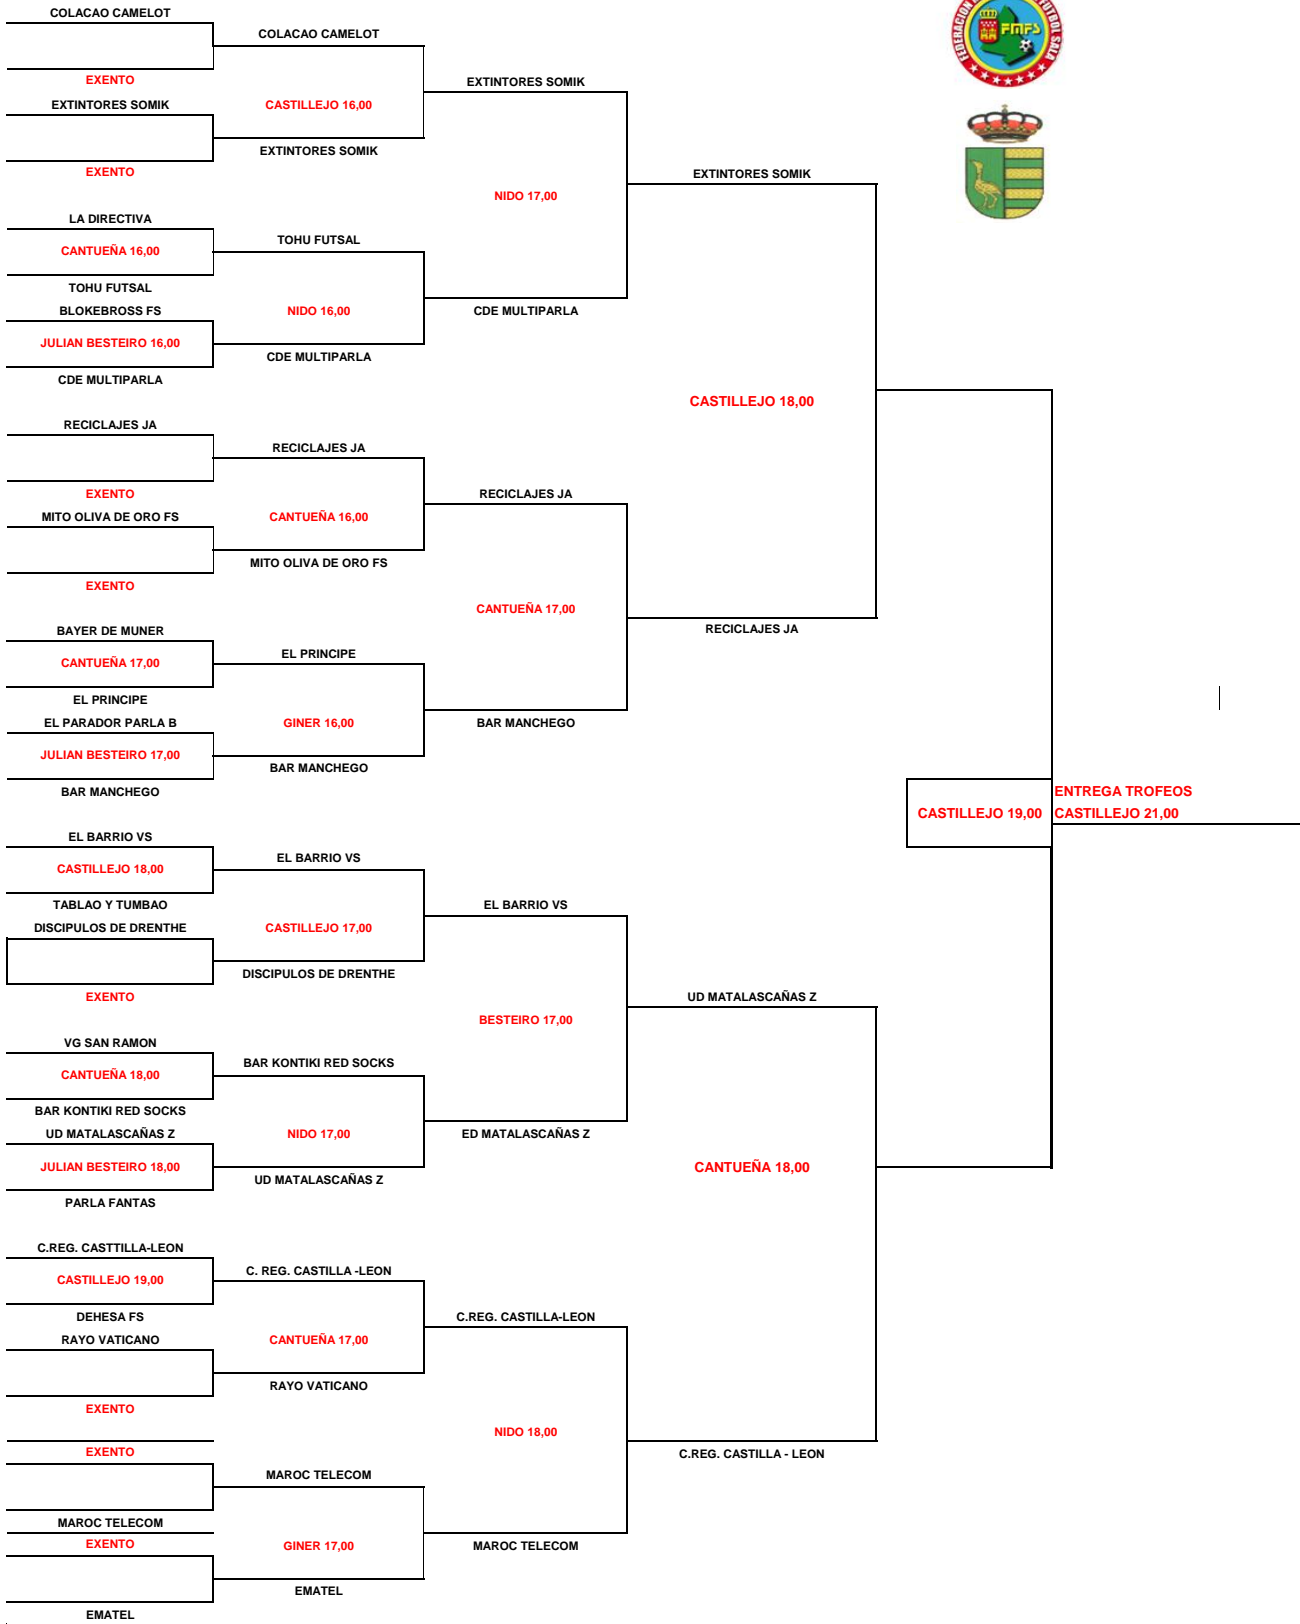 COLACAO CAMELOT
EXENTO
EXTINTORES SOMIK
EXENTO
LA DIRECTIVA
CANTUEÑA 16,00
TOHU FUTSAL
BLOKEBROSS FS
JULIAN BESTEIRO 16,00
CDE MULTIPARLA
RECICLAJES JA
EXENTO
MITO OLIVA DE ORO FS
EXENTO
BAYER DE MUNER
CANTUEÑA 17,00
EL PRINCIPE
EL PARADOR PARLA B
JULIAN BESTEIRO 17,00
BAR MANCHEGO
EL BARRIO VS
CASTILLEJO 18,00
TABLAO Y TUMBAO
DISCIPULOS DE DRENTHE
EXENTO
VG SAN RAMON
CANTUEÑA 18,00
BAR KONTIKI RED SOCKS
UD MATALASCAÑAS Z
JULIAN BESTEIRO 18,00
PARLA FANTAS
C.REG. CASTTILLA-LEON
CASTILLEJO 19,00
DEHESA FS
RAYO VATICANO
EXENTO
EXENTO
MAROC TELECOM
EXENTO
EMATEL
COLACAO CAMELOT
CASTILLEJO 16,00
EXTINTORES SOMIK
TOHU FUTSAL
NIDO 16,00
CDE MULTIPARLA
RECICLAJES JA
CANTUEÑA 16,00
MITO OLIVA DE ORO FS
EL PRINCIPE
GINER 16,00
BAR MANCHEGO
EL BARRIO VS
CASTILLEJO 17,00
DISCIPULOS DE DRENTHE
BAR KONTIKI RED SOCKS
NIDO 17,00
UD MATALASCAÑAS Z
C. REG. CASTILLA -LEON
CANTUEÑA 17,00
RAYO VATICANO
MAROC TELECOM
GINER 17,00
EMATEL
EXTINTORES SOMIK
NIDO 17,00
CDE MULTIPARLA
RECICLAJES JA
CANTUEÑA 17,00
BAR MANCHEGO
EL BARRIO VS
BESTEIRO 17,00
ED MATALASCAÑAS Z
C.REG. CASTILLA-LEON
NIDO 18,00
MAROC TELECOM
EXTINTORES SOMIK
CASTILLEJO 18,00
RECICLAJES JA
UD MATALASCAÑAS Z
CANTUEÑA 18,00
C.REG. CASTILLA - LEON
CASTILLEJO 19,00
ENTREGA TROFEOS
CASTILLEJO 21,00
FEDERACION
FUTBOL SALA
FMFS